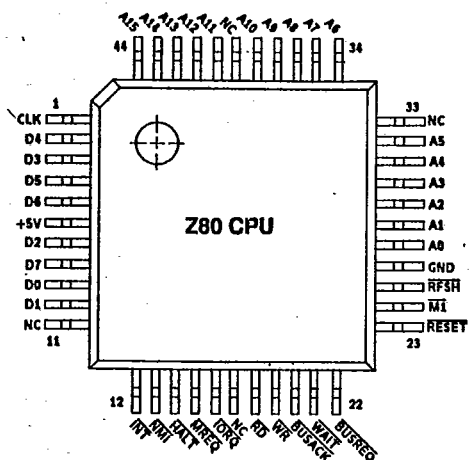 A15 A14 A13 A12 A11 NC A10 A9 A8 A7 A6
44 34
1 33
CLK NC
D4 A5
D3 A4
D5 A3
D6 A2
+5V A1
D2 A0
D7 GND
D0 RFSH
D1 M1
NC RESET
11 23
Z80 CPU
12 22
INT NMI HALT MREQ IORQ NC RD WR BUSACK WAIT BUSREQ